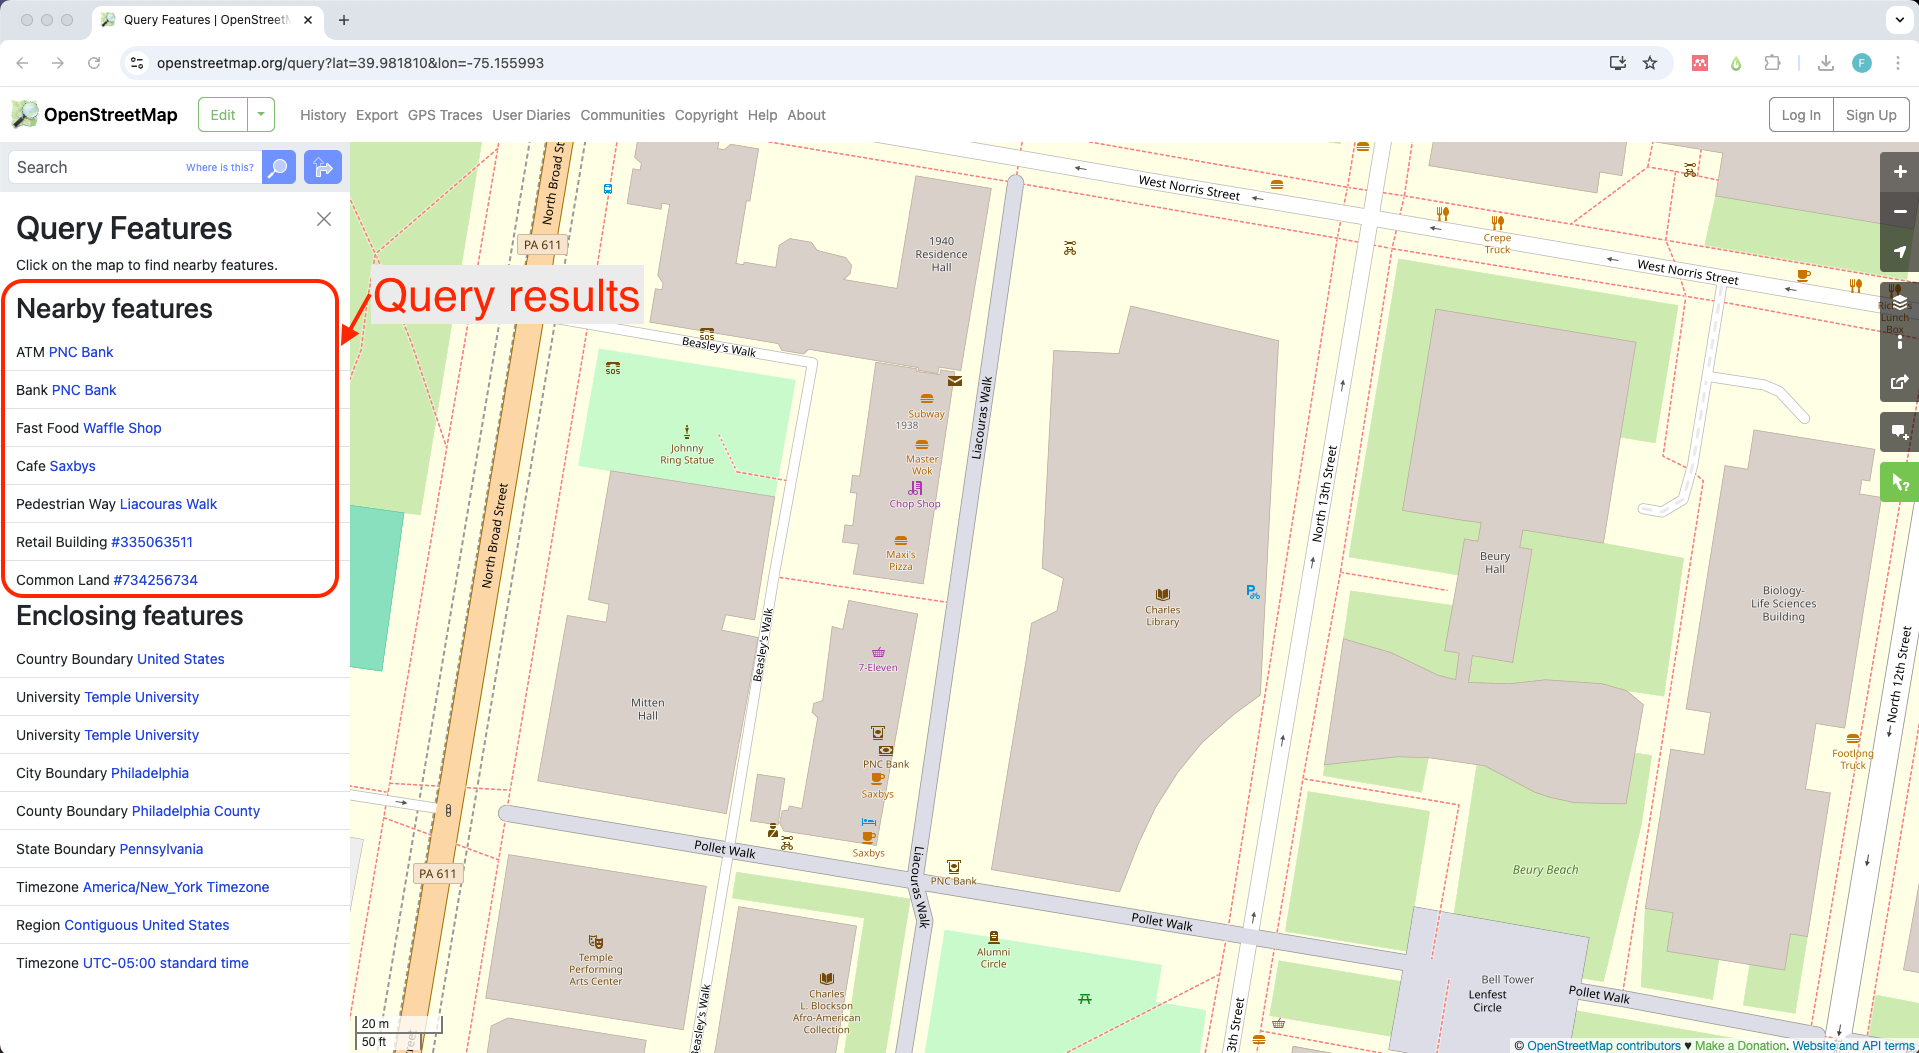 Query Features | OpenStreetM
openstreetmap.org/query?lat=39.981810&lon=-75.155993
F
OpenStreetMap
Edit
History Export GPS Traces User Diaries Communities Copyright Help About
Log In
Sign Up
Search
Where is this?
Query Features
Click on the map to find nearby features.
Nearby features
ATM PNC Bank
Bank PNC Bank
Fast Food Waffle Shop
Cafe Saxbys
Pedestrian Way Liacouras Walk
Retail Building #335063511
Common Land #734256734
Enclosing features
Country Boundary United States
University Temple University
University Temple University
City Boundary Philadelphia
County Boundary Philadelphia County
State Boundary Pennsylvania
Timezone America/New_York Timezone
Region Contiguous United States
Timezone UTC-05:00 standard time
Query results
North Broad St
PA 611
1940
Residence
Hall
West Norris Street
Crepe
Truck
West Norris Street
Lunch
Box
SOS
Beasley's Walk
SOS
Johnny
Ring Statue
Subway
1938
Master
Wok
Chop Shop
Maxi's
Pizza
Liacouras Walk
North 13th Street
North Broad Street
Beury
Hall
Biology-
Life Sciences
Building
Charles
Library
P
Beasley's Walk
7-Eleven
Mitten
Hall
North 12th Street
PNC Bank
Saxbys
Saxbys
Footlong
Truck
Pollet Walk
PA 611
PNC Bank
Liacouras Walk
Beury Beach
Pollet Walk
Alumni
Circle
Temple
Performing
Arts Center
Charles
L. Blockson
Afro-American
Collection
Bell Tower
Lenfest
Circle
Pollet Walk
Beasley's Walk
3th Street
20 m
50 ft
reet
© OpenStreetMap contributors ♥ Make a Donation. Website and API terms